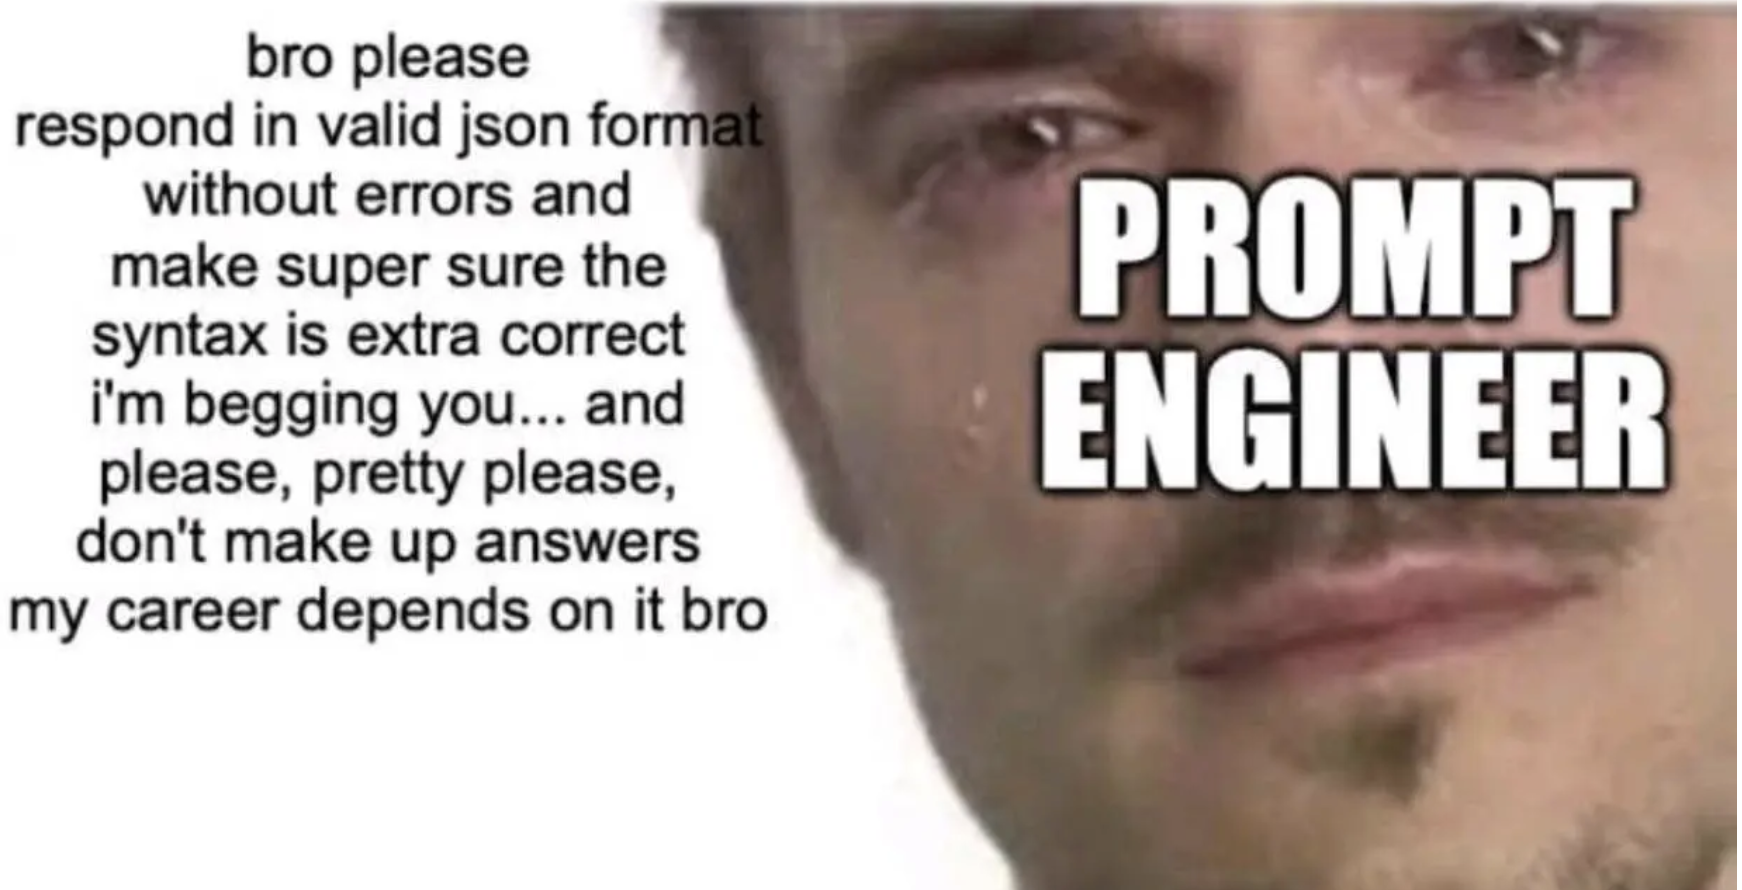 bro please
respond in valid json format
without errors and
make super sure the
syntax is extra correct
i'm begging you... and
please, pretty please,
don't make up answers
my career depends on it bro
PROMPT
ENGINEER